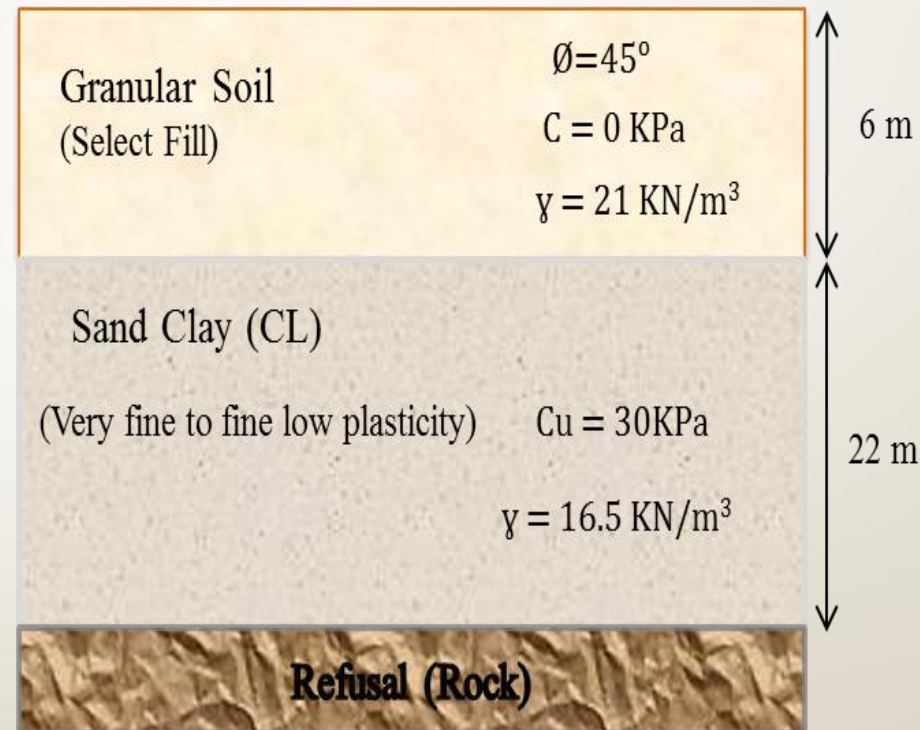 Granular Soil
(Select Fill)
Ø=45°
C = 0 KPa
γ = 21 KN/m³
6 m
Sand Clay (CL)
(Very fine to fine low plasticity)
Cu = 30KPa
γ = 16.5 KN/m³
22 m
Refusal (Rock)